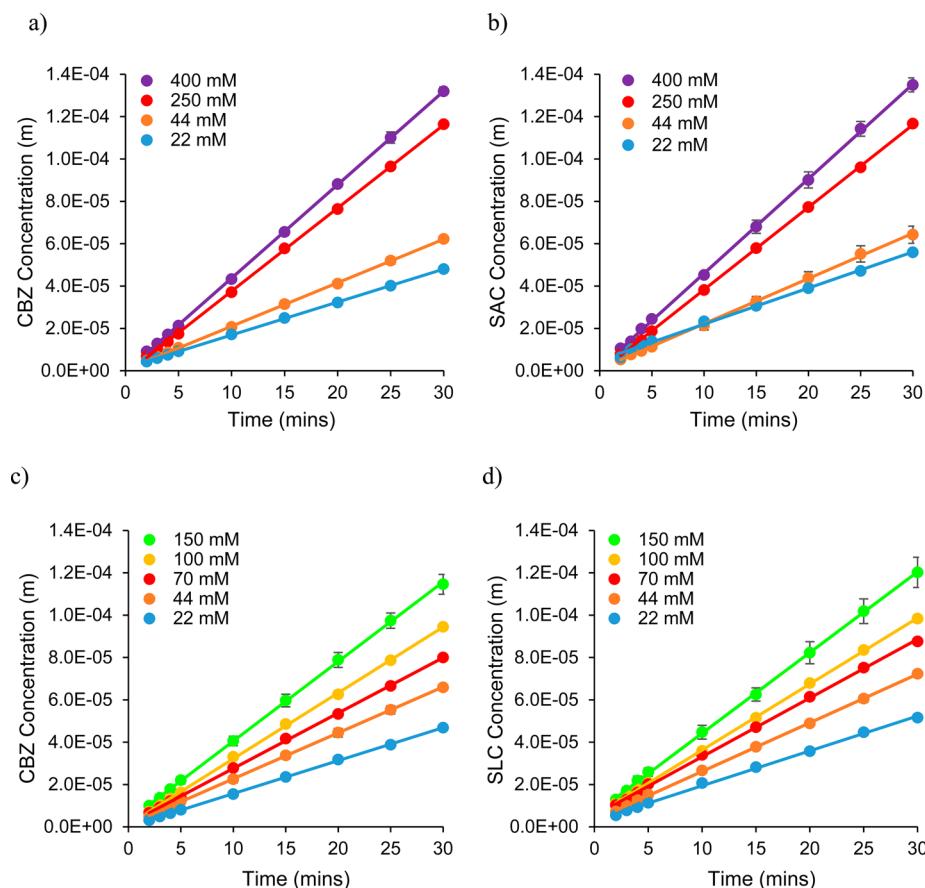 a)
CBZ Concentration (m)
1.4E-04
1.2E-04
1.0E-04
8.0E-05
6.0E-05
4.0E-05
2.0E-05
0.0E+00
400 mM
250 mM
44 mM
22 mM
0 5 10 15 20 25 30
Time (mins)
b)
SAC Concentration (m)
1.4E-04
1.2E-04
1.0E-04
8.0E-05
6.0E-05
4.0E-05
2.0E-05
0.0E+00
400 mM
250 mM
44 mM
22 mM
0 5 10 15 20 25 30
Time (mins)
c)
CBZ Concentration (m)
1.4E-04
1.2E-04
1.0E-04
8.0E-05
6.0E-05
4.0E-05
2.0E-05
0.0E+00
150 mM
100 mM
70 mM
44 mM
22 mM
0 5 10 15 20 25 30
Time (mins)
d)
SLC Concentration (m)
1.4E-04
1.2E-04
1.0E-04
8.0E-05
6.0E-05
4.0E-05
2.0E-05
0.0E+00
150 mM
100 mM
70 mM
44 mM
22 mM
0 5 10 15 20 25 30
Time (mins)